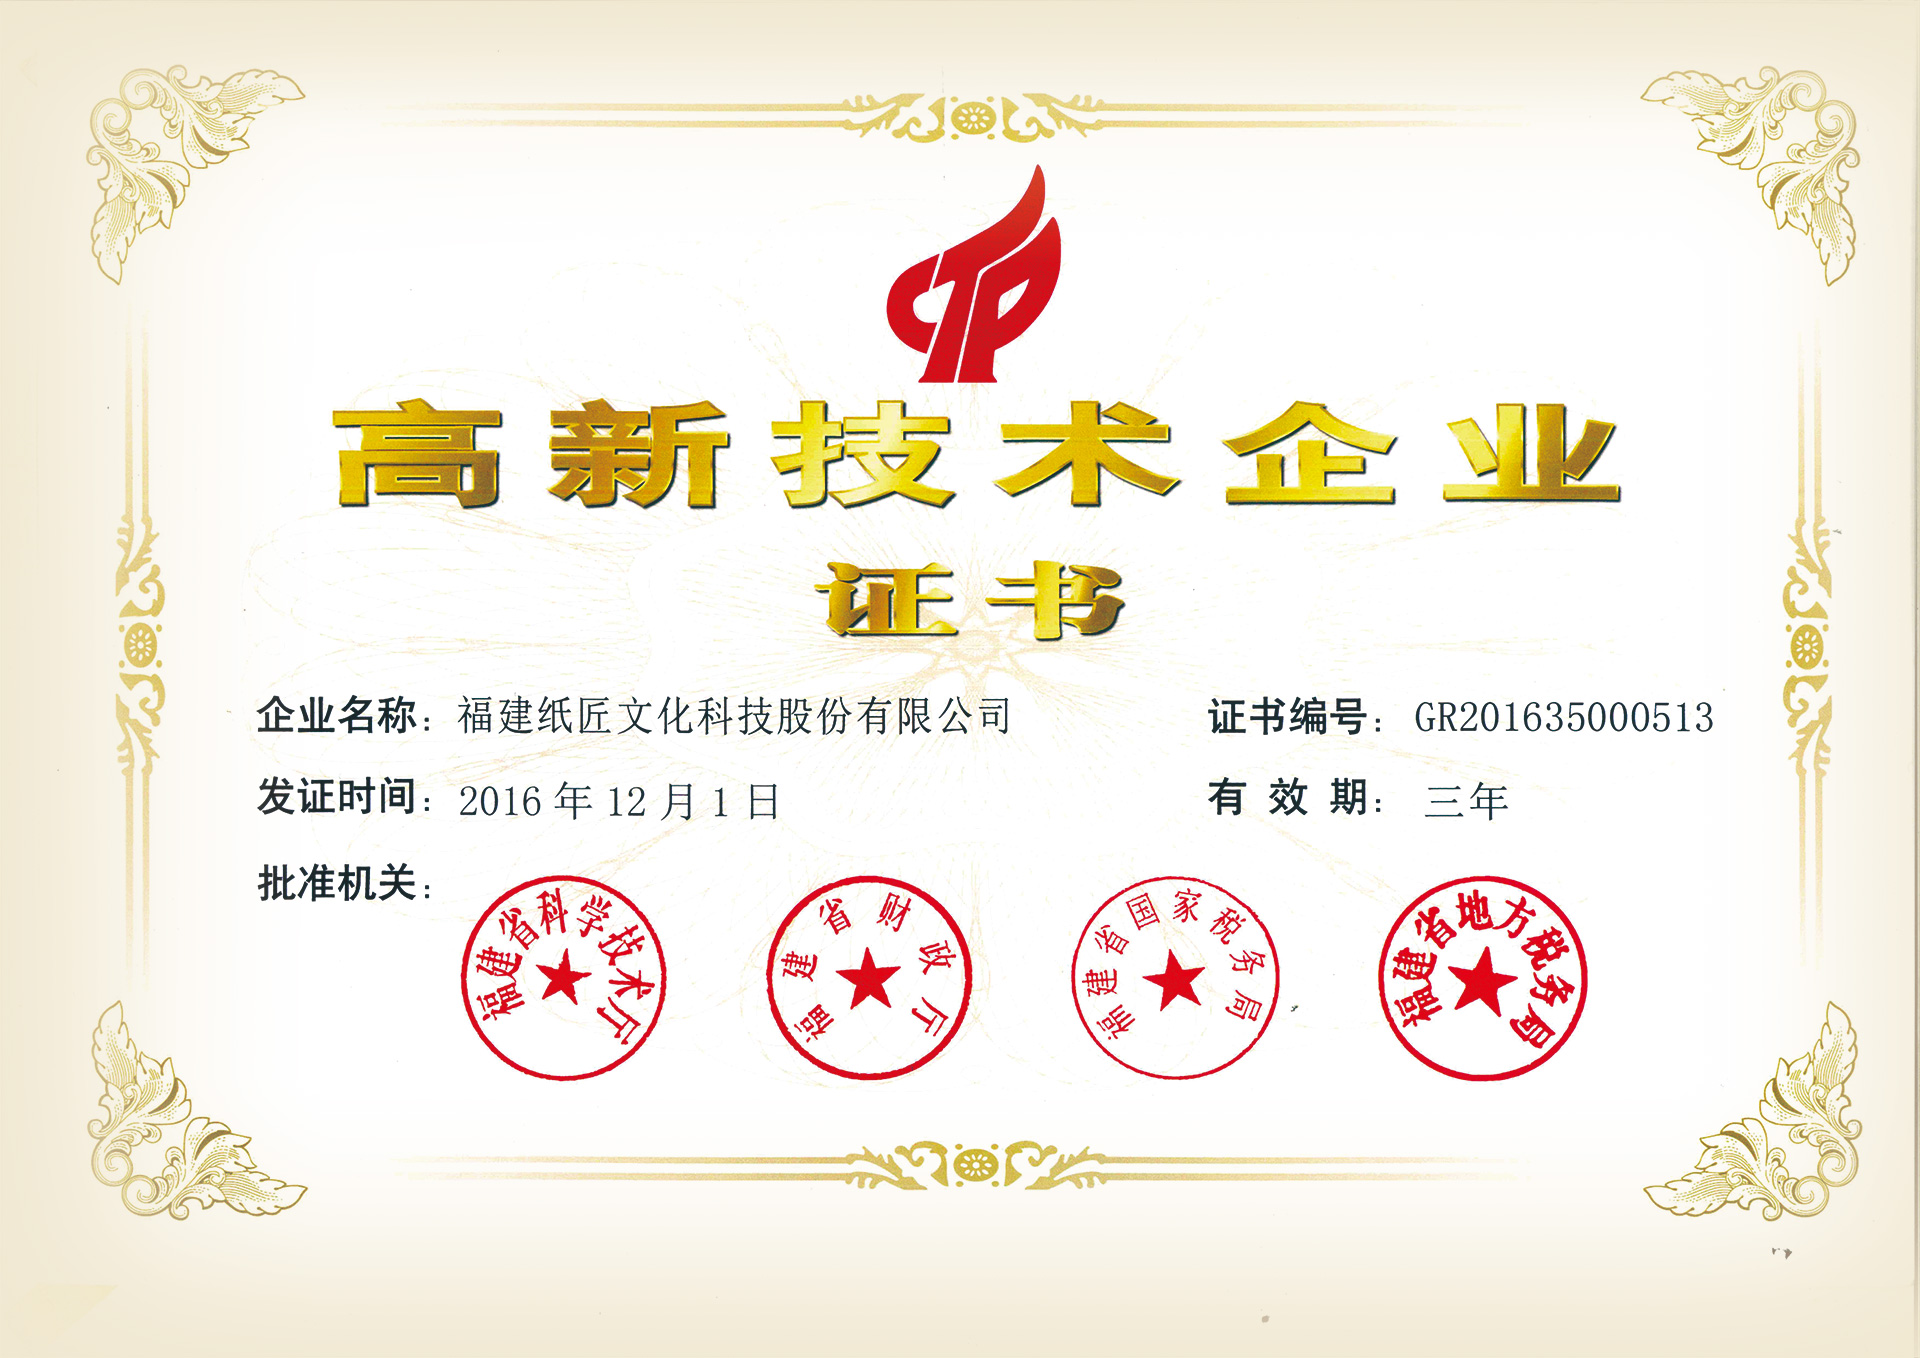 高新技术企业
证书
企业名称：福建纸匠文化科技股份有限公司
证书编号：GR201635000513
发证时间：2016年12月1日
有效期：三年
批准机关：
福建省科学技术厅
福建省财政厅
福建省国家税务局
福建省地方税务局